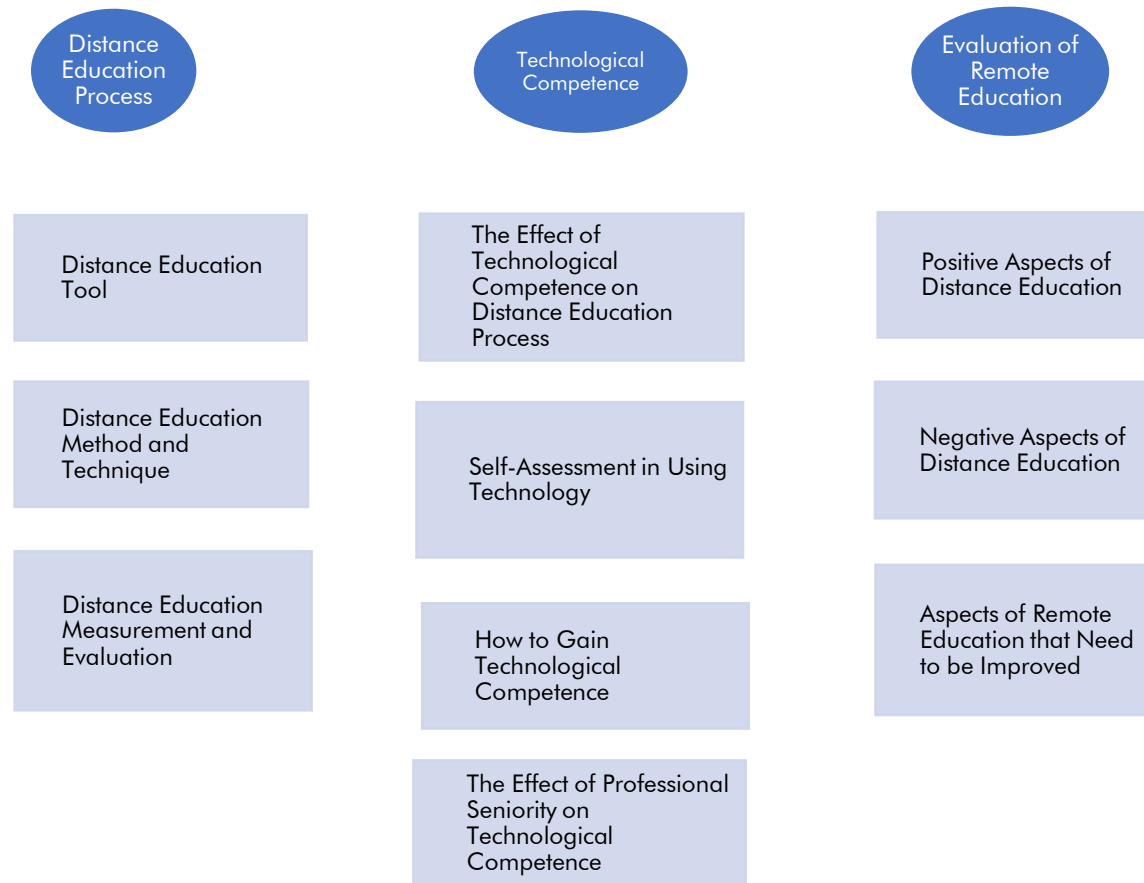 Distance
Education
Process
Technological
Competence
Evaluation of
Remote
Education
Distance Education
Tool
Distance Education
Method and
Technique
Distance Education
Measurement and
Evaluation
The Effect of
Technological
Competence on
Distance Education
Process
Self-Assessment in Using
Technology
How to Gain
Technological
Competence
The Effect of Professional
Seniority on
Technological
Competence
Positive Aspects of
Distance Education
Negative Aspects of
Distance Education
Aspects of Remote
Education that Need
to be Improved